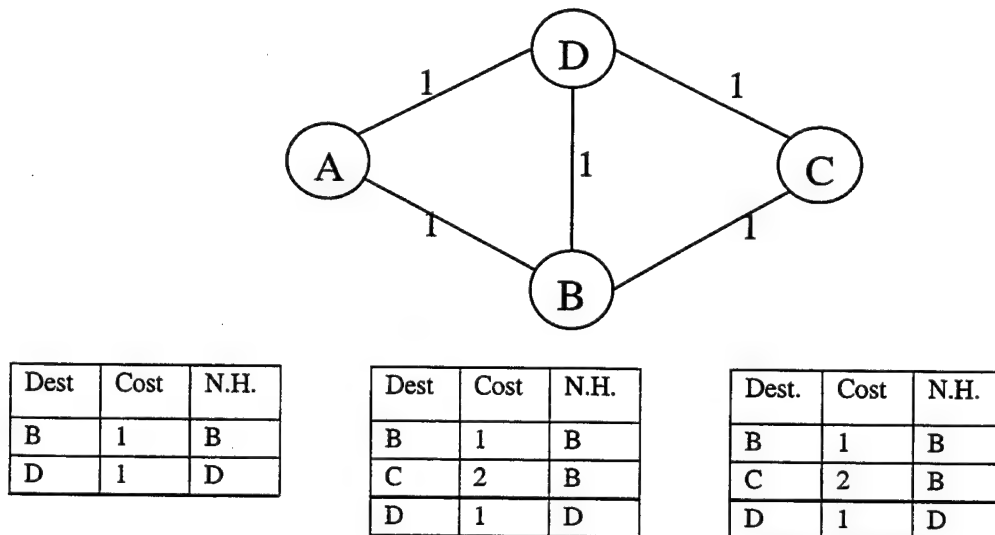 D
1
1
A
1
C
1
1
B
Dest Cost N.H.
B 1 B
D 1 D
Dest Cost N.H.
B 1 B
C 2 B
D 1 D
Dest. Cost N.H.
B 1 B
C 2 B
D 1 D